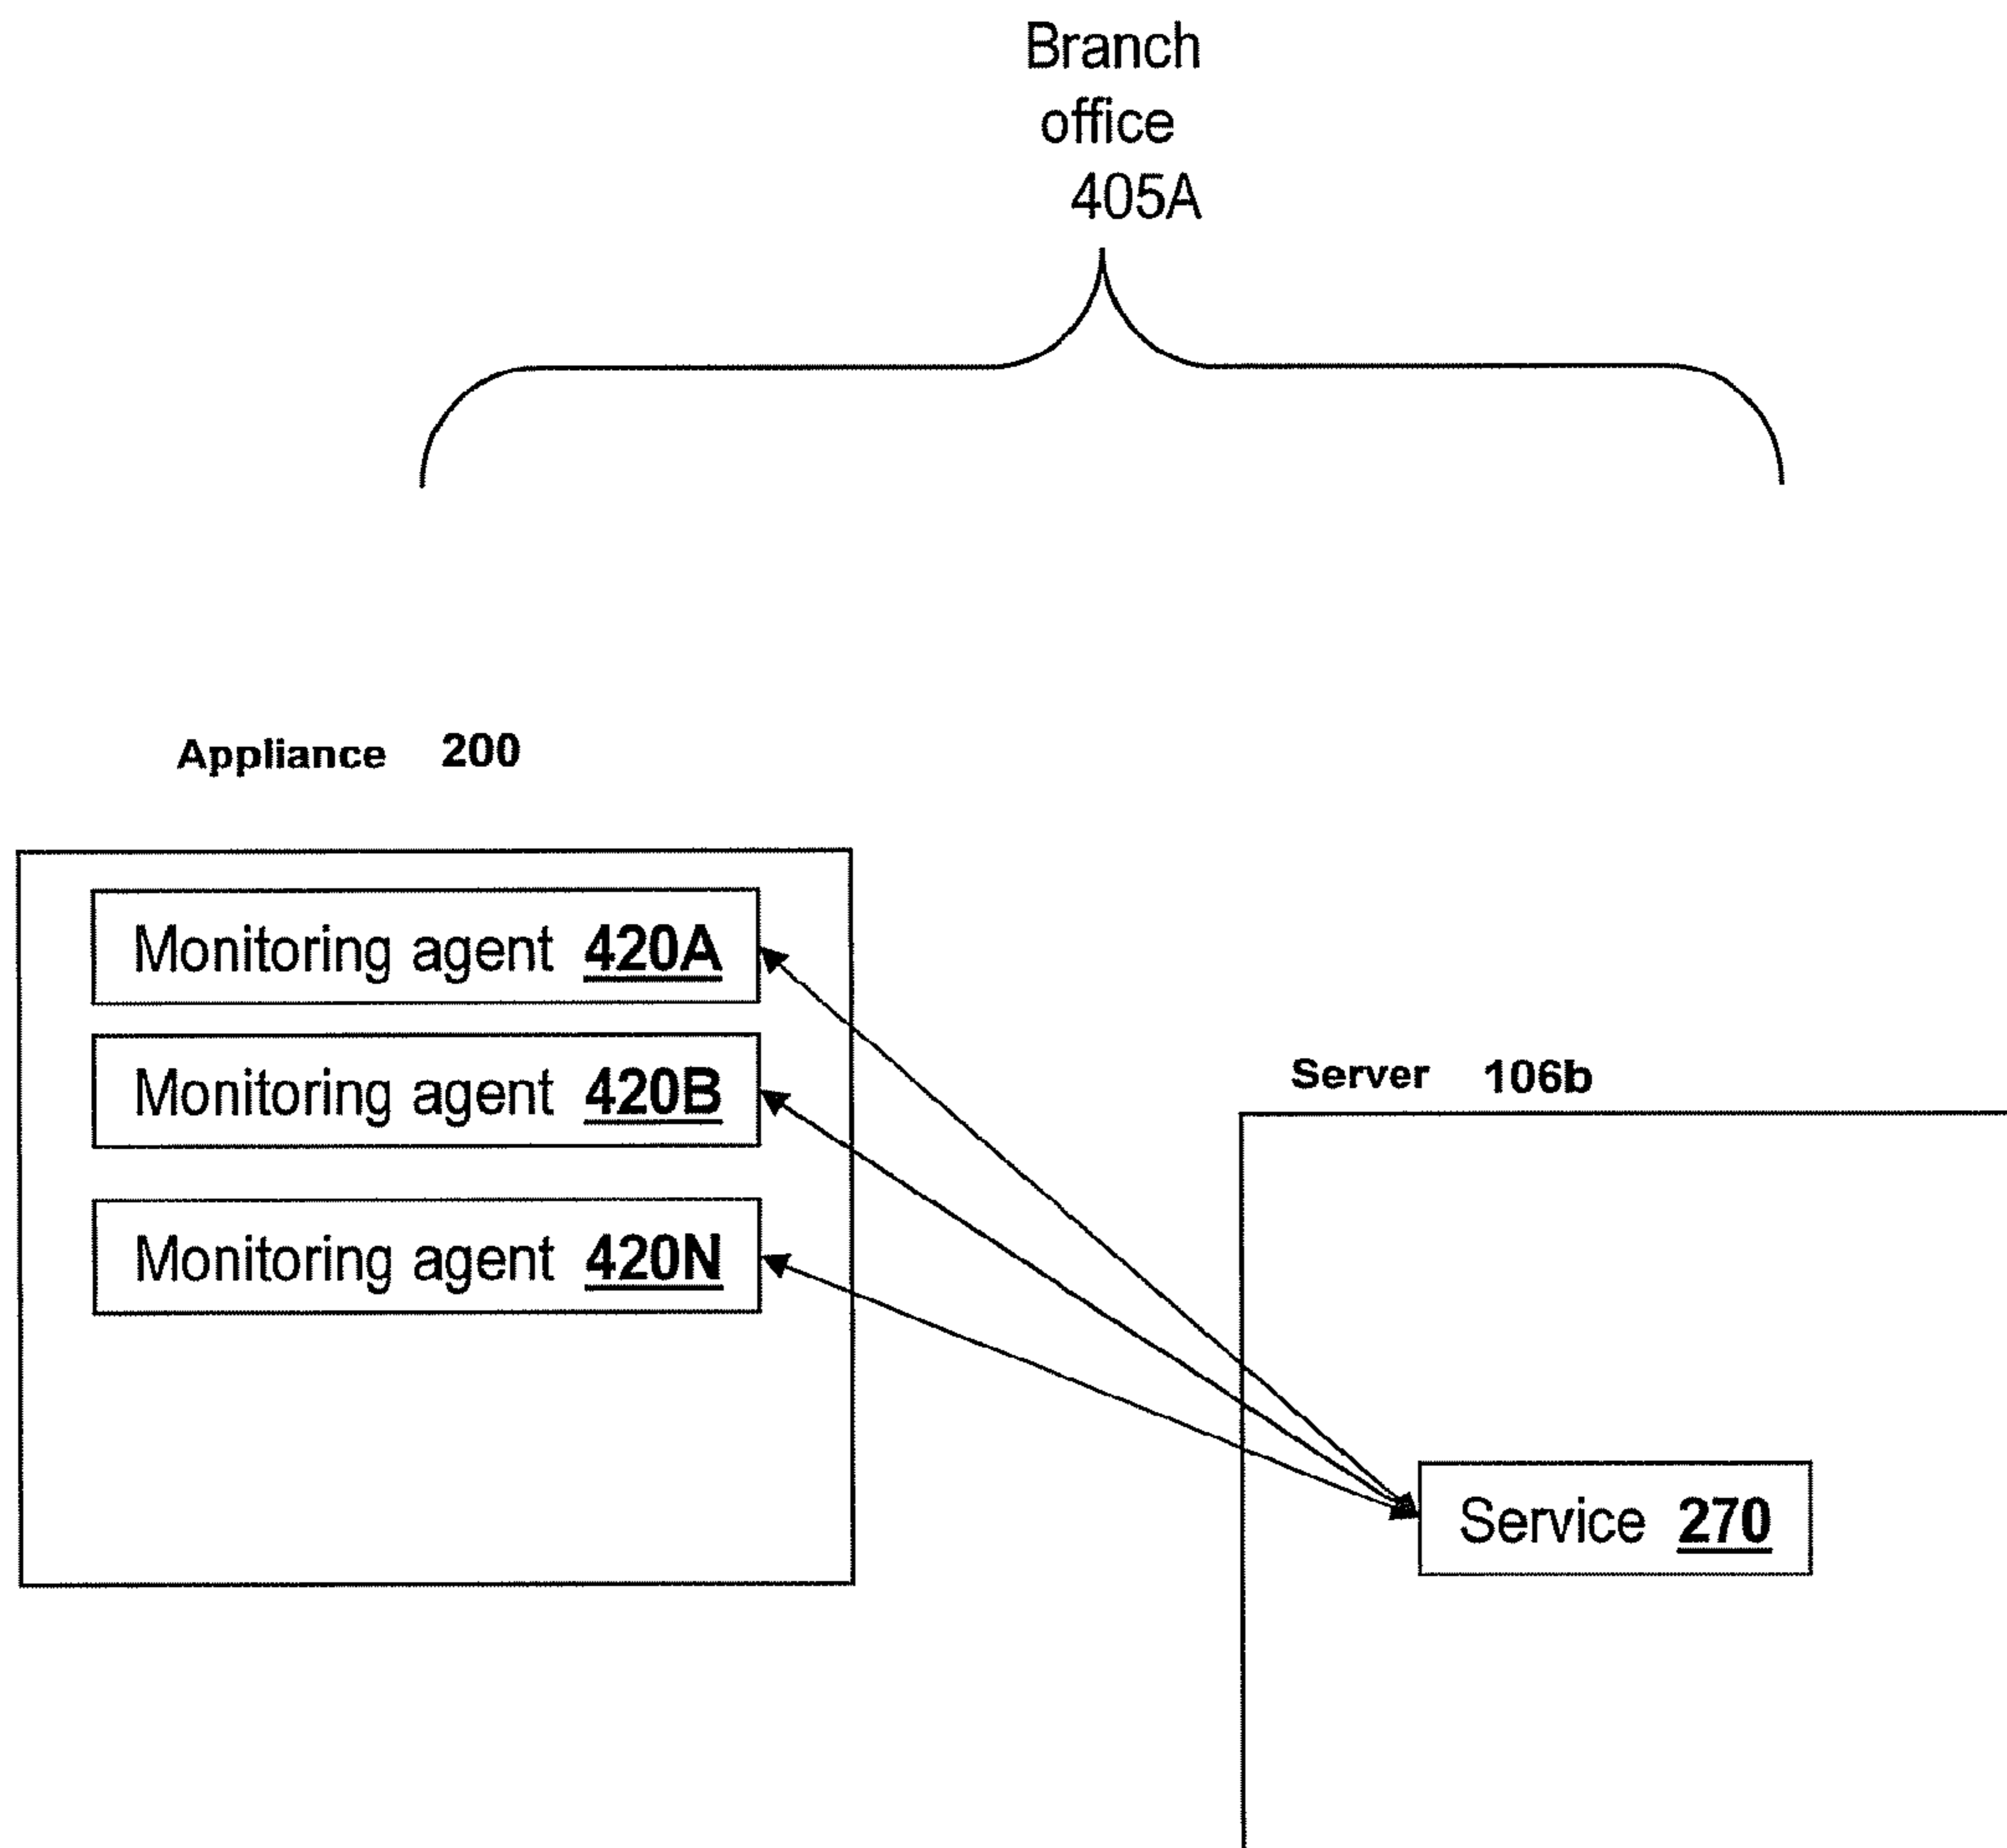 Branch
office
405A
Appliance 200
Monitoring agent 420A
Monitoring agent 420B
Monitoring agent 420N
Server 106b
Service 270